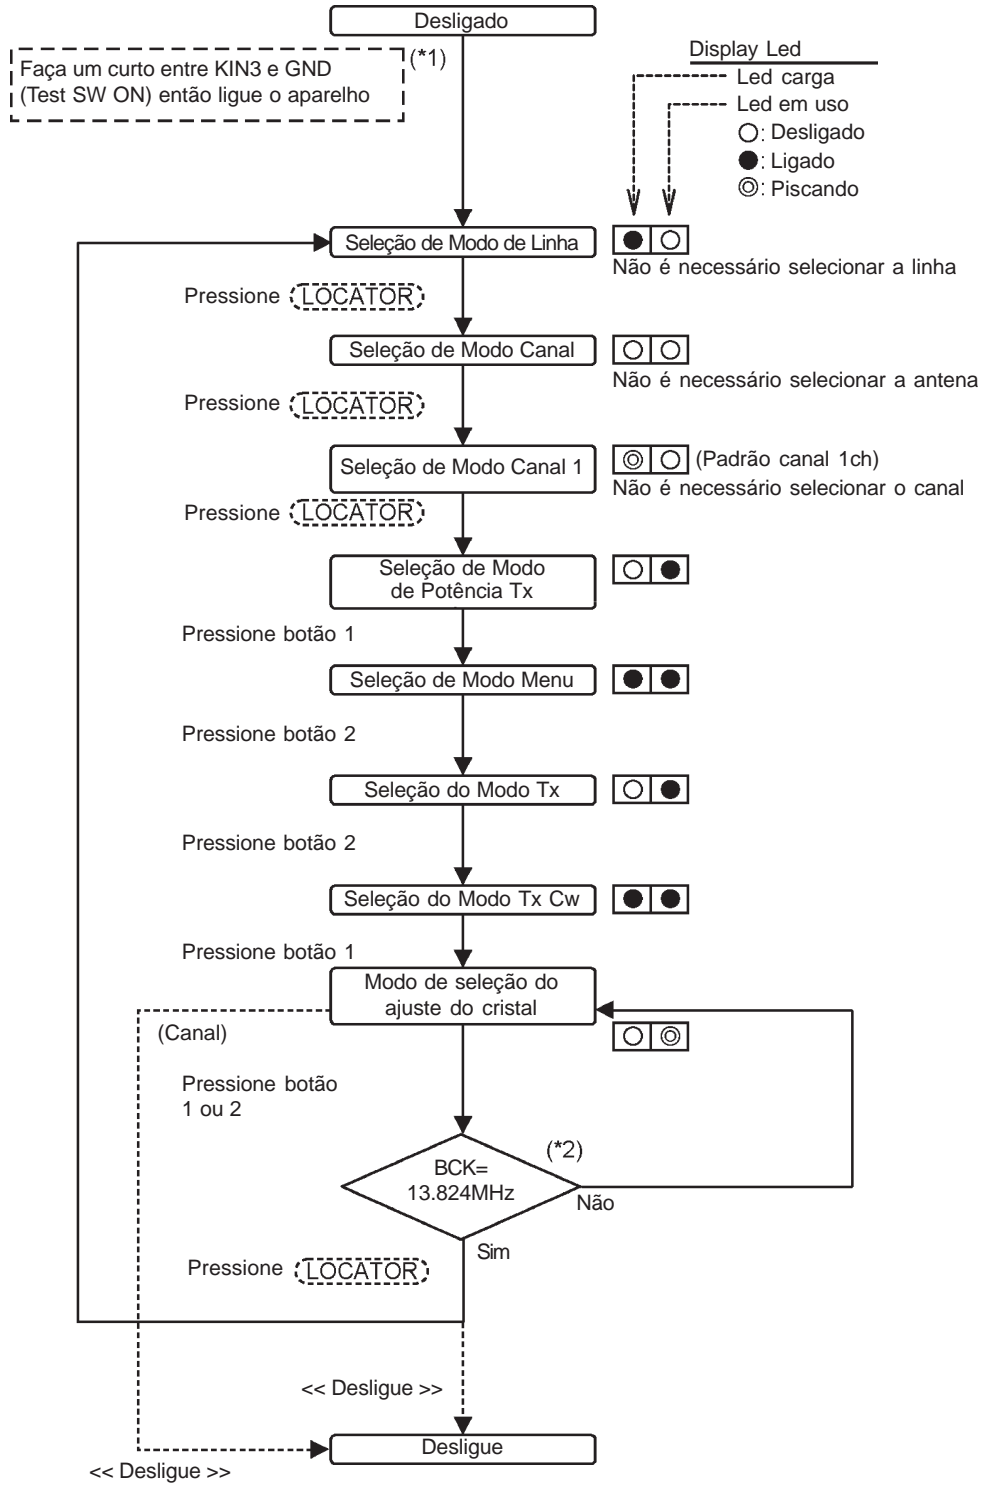 Desligado
(*1)
Faça um curto entre KIN3 e GND
(Test SW ON) então ligue o aparelho
Display Led
Led carga
Led em uso
: Desligado
: Ligado
: Piscando
Seleção de Modo de Linha
Não é necessário selecionar a linha
Pressione (LOCATOR)
Seleção de Modo Canal
Não é necessário selecionar a antena
Pressione (LOCATOR)
Seleção de Modo Canal 1
(Padrão canal 1ch)
Não é necessário selecionar o canal
Pressione (LOCATOR)
Seleção de Modo
de Potência Tx
Pressione botão 1
Seleção de Modo Menu
Pressione botão 2
Seleção do Modo Tx
Pressione botão 2
Seleção do Modo Tx Cw
Pressione botão 1
Modo de seleção do
ajuste do cristal
(Canal)
Pressione botão
1 ou 2
(*2)
BCK=
13.824MHz
Não
Sim
Pressione (LOCATOR)
<< Desligue >>
Desligue
<< Desligue >>